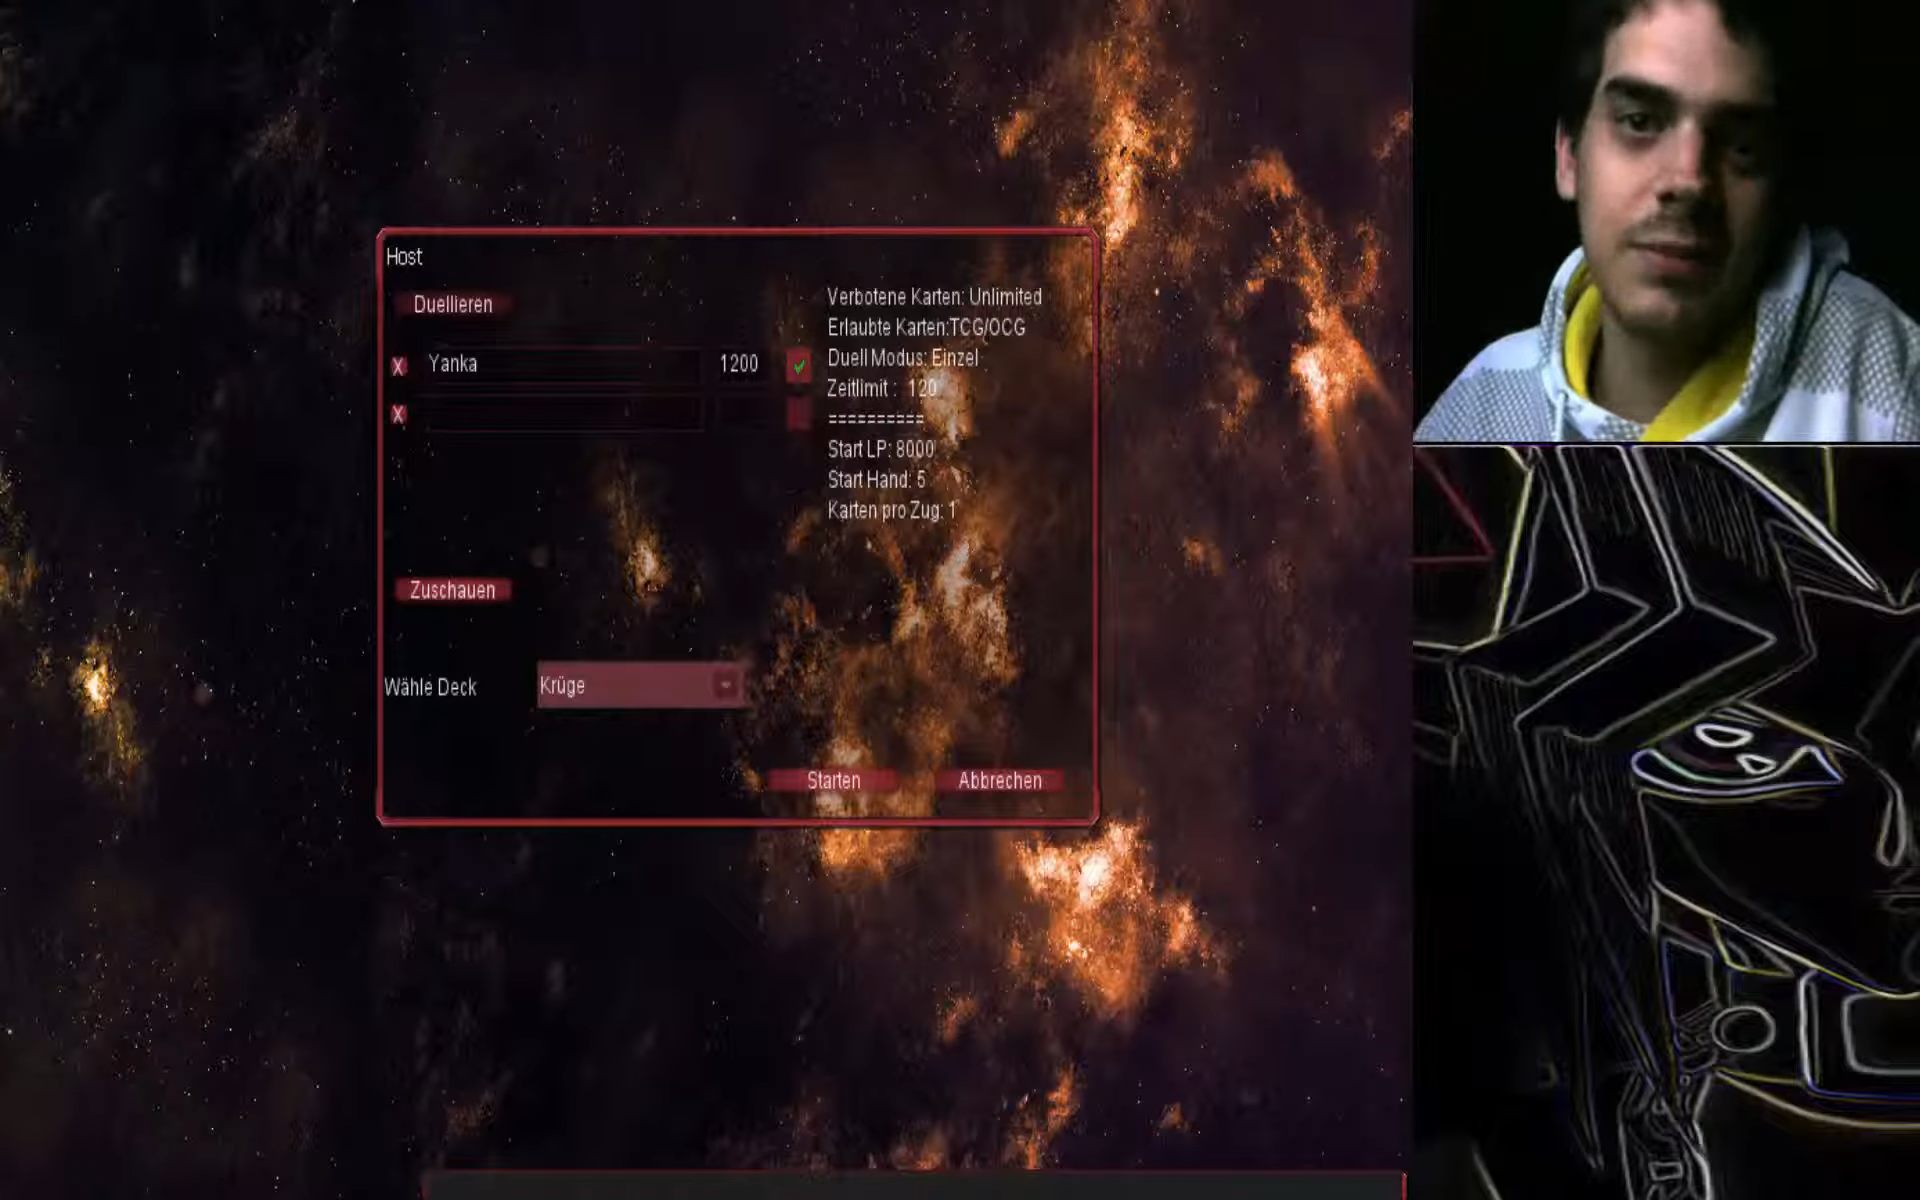 Host
Duellieren
X Yanka 1200
X
Verbotene Karten: Unlimited
Erlaubte Karten:TCG/OCG
Duell Modus: Einzel
Zeitlimit : 120
==========
Start LP: 8000
Start Hand: 5
Karten pro Zug: 1
Zuschauen
Wähle Deck Krüge
Starten Abbrechen